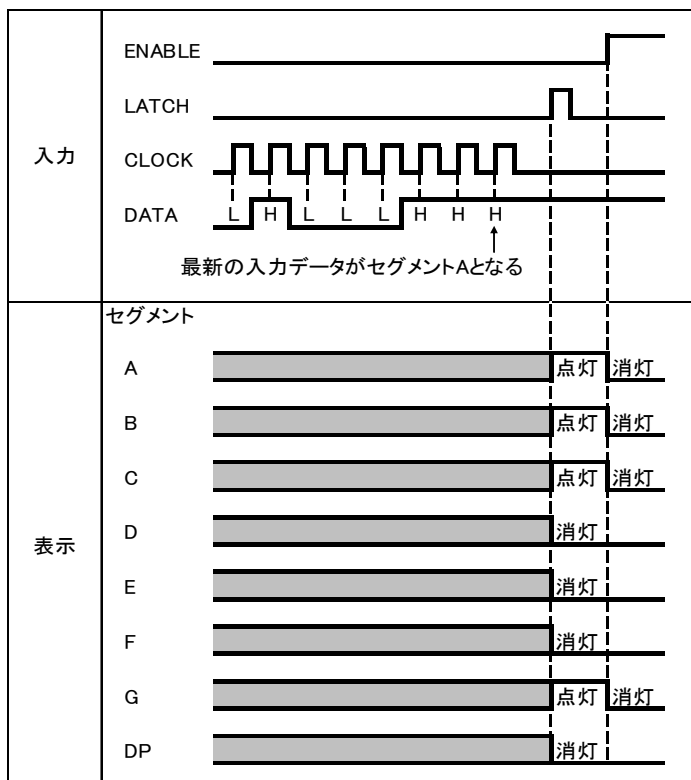 入力
ENABLE
LATCH
CLOCK
DATA
L H L L L H H H
最新の入力データがセグメントAとなる
表示
セグメント
A 点灯 消灯
B 点灯 消灯
C 点灯 消灯
D 消灯
E 消灯
F 消灯
G 点灯 消灯
DP 消灯